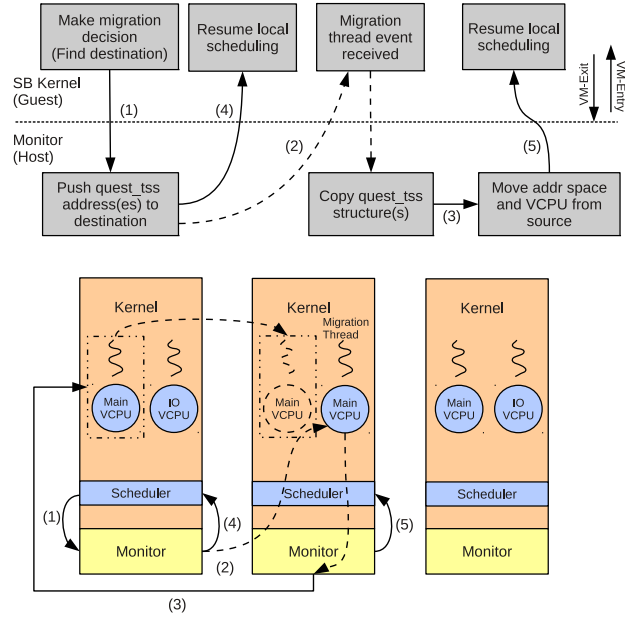 Make migration
decision
(Find destination)
Resume local
scheduling
Migration
thread event
received
Resume local
scheduling
SB Kernel
(Guest)
(1)
(4)
(2)
VM-Exit
VM-Entry
Monitor
(Host)
(5)
Push quest_tss
address(es) to
destination
Copy quest_tss
structure(s)
(3)
Move addr space
and VCPU from
source
Kernel
Main
VCPU
IO
VCPU
Scheduler
Monitor
(1)
(4)
(2)
(3)
Kernel
Migration
Thread
Main
VCPU
Main
VCPU
Scheduler
Monitor
(5)
Kernel
Main
VCPU
IO
VCPU
Scheduler
Monitor